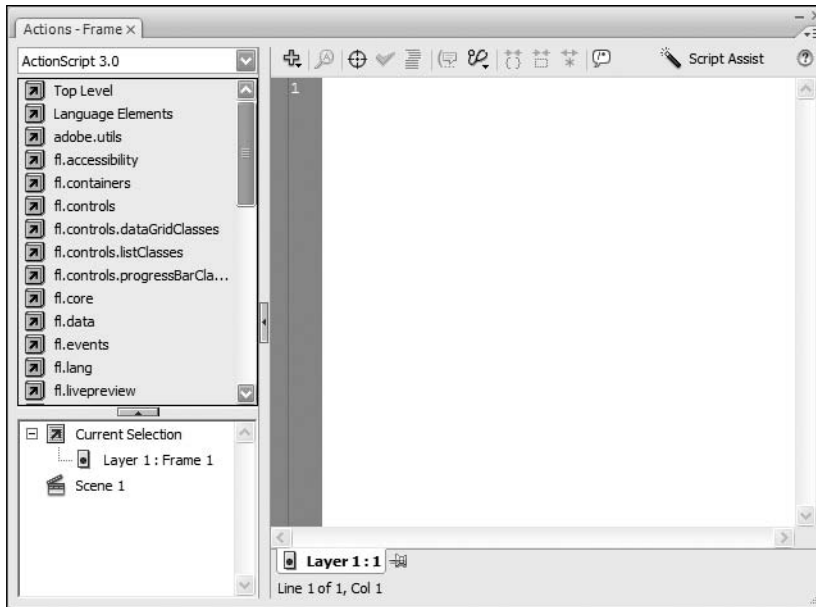 Actions - Frame ×
ActionScript 3.0
Script Assist
Top Level
Language Elements
adobe.utils
fl.accessibility
fl.containers
fl.controls
fl.controls.dataGridClasses
fl.controls.listClasses
fl.controls.progressBarCla...
fl.core
fl.data
fl.events
fl.lang
fl.livepreview
1
Current Selection
Layer 1 : Frame 1
Scene 1
Layer 1 : 1
Line 1 of 1, Col 1